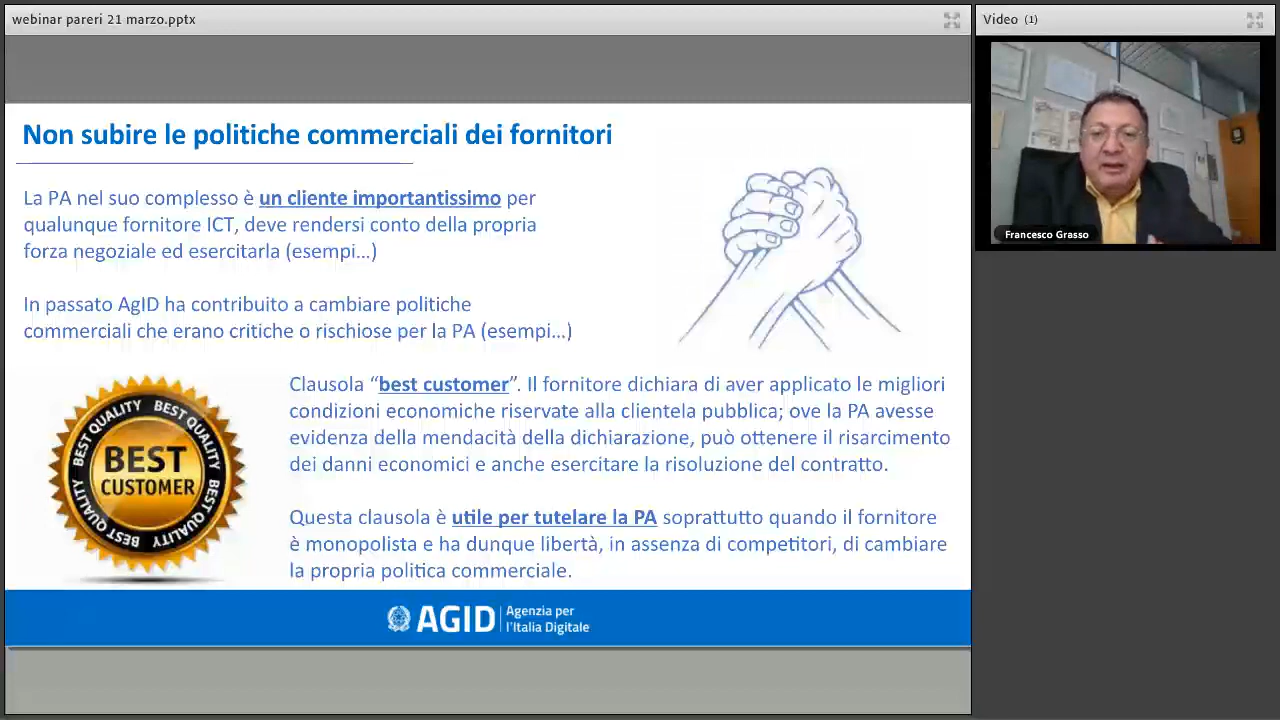 webinar pareri 21 marzo.pptx
Video (1)
Francesco Grasso
Non subire le politiche commerciali dei fornitori
La PA nel suo complesso è un cliente importantissimo per
qualunque fornitore ICT, deve rendersi conto della propria
forza negoziale ed esercitarla (esempi…)
In passato AgID ha contribuito a cambiare politiche
commerciali che erano critiche o rischiose per la PA (esempi…)
BEST QUALITY BEST QUALITY BEST QUALITY BEST QUALITY
BEST
CUSTOMER
Clausola “best customer”. Il fornitore dichiara di aver applicato le migliori
condizioni economiche riservate alla clientela pubblica; ove la PA avesse
evidenza della mendacità della dichiarazione, può ottenere il risarcimento
dei danni economici e anche esercitare la risoluzione del contratto.
Questa clausola è utile per tutelare la PA soprattutto quando il fornitore
è monopolista e ha dunque libertà, in assenza di competitori, di cambiare
la propria politica commerciale.
AGID
Agenzia per
l'Italia Digitale